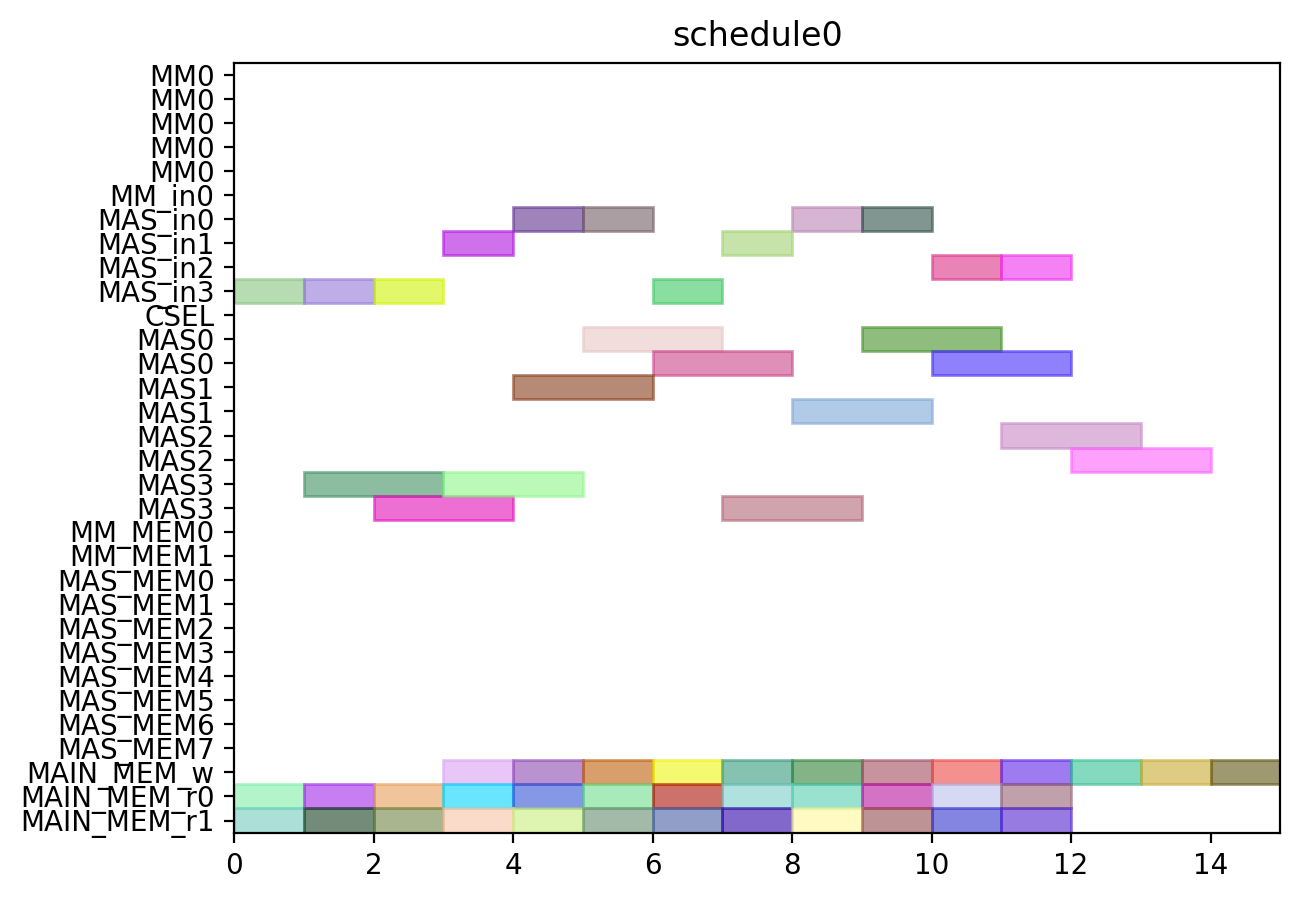 schedule0
MM0
MM0
MM0
MM0
MM0
MM_in0
MAS_in0
MAS_in1
MAS_in2
MAS_in3
CSEL
MAS0
MAS0
MAS1
MAS1
MAS2
MAS2
MAS3
MAS3
MM_MEM0
MM_MEM1
MAS_MEM0
MAS_MEM1
MAS_MEM2
MAS_MEM3
MAS_MEM4
MAS_MEM5
MAS_MEM6
MAS_MEM7
MAIN_MEM_w
MAIN_MEM_r0
MAIN_MEM_r1
0 2 4 6 8 10 12 14